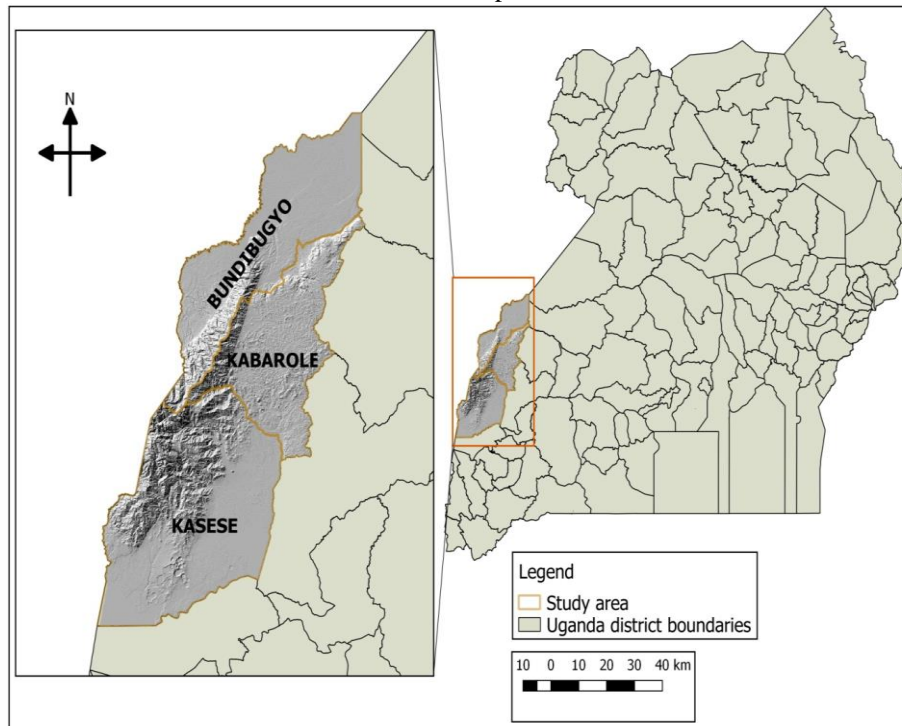 N
BUNDIBUGYO
KABAROLE
KASESE
Legend
Study area
Uganda district boundaries
10 0 10 20 30 40 km